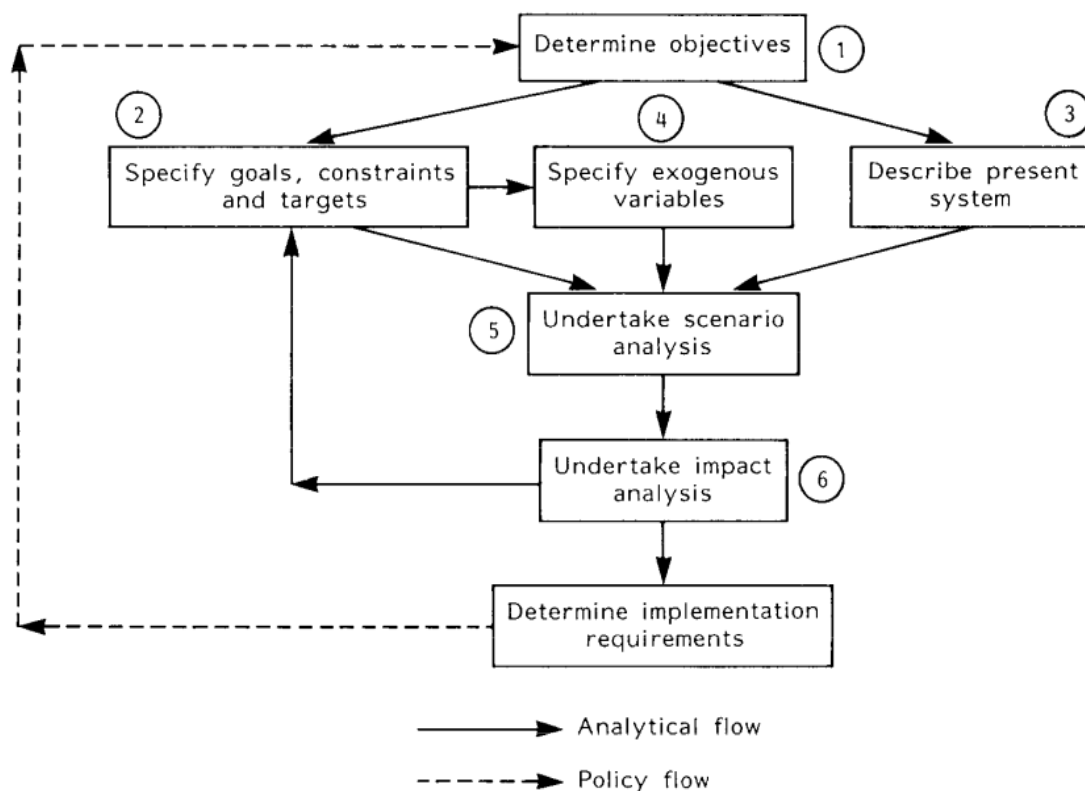 Determine objectives
1
2
4
3
Specify goals, constraints
and targets
Specify exogenous
variables
Describe present
system
5
Undertake scenario
analysis
Undertake impact
analysis
6
Determine implementation
requirements
Analytical flow
Policy flow